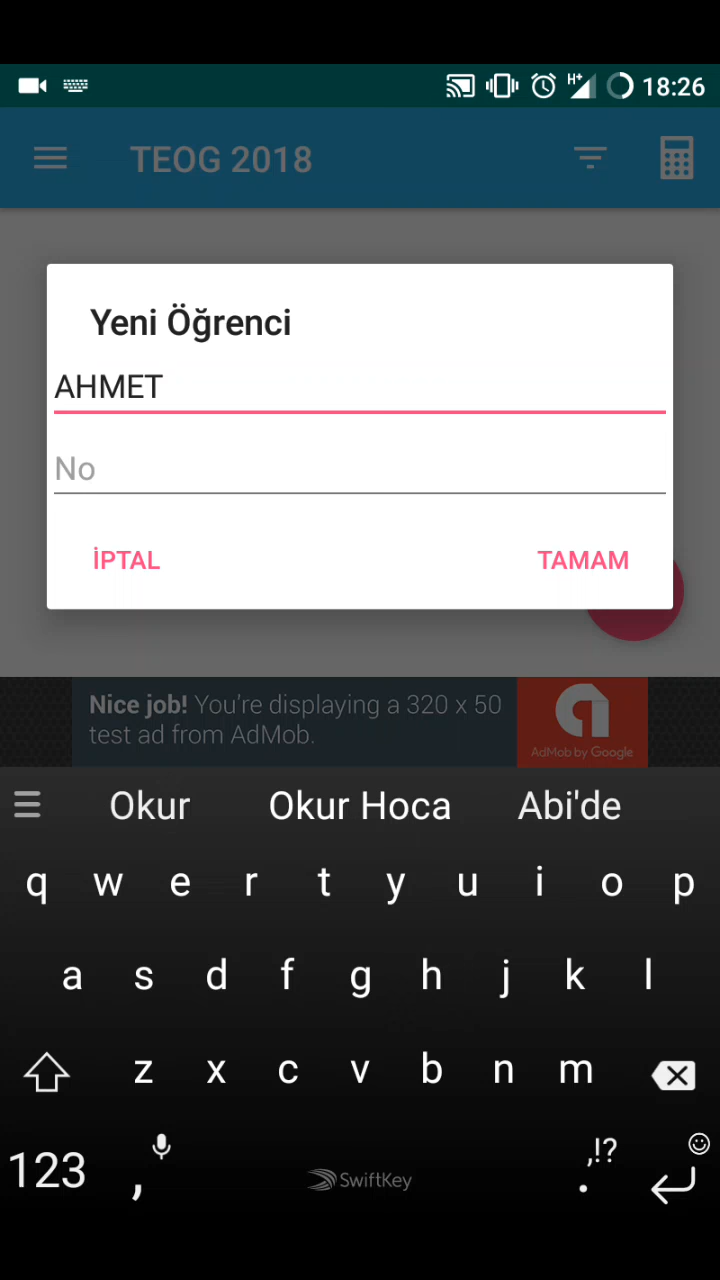 H+ 18:26
TEOG 2018
Yeni Öğrenci
AHMET
No
İPTAL TAMAM
Nice job! You're displaying a 320 x 50
test ad from AdMob.
AdMob by Google
Okur Okur Hoca Abi'de
q w e r t y u i o p
a s d f g h j k l
z x c v b n m
123 , SwiftKey . ,!?